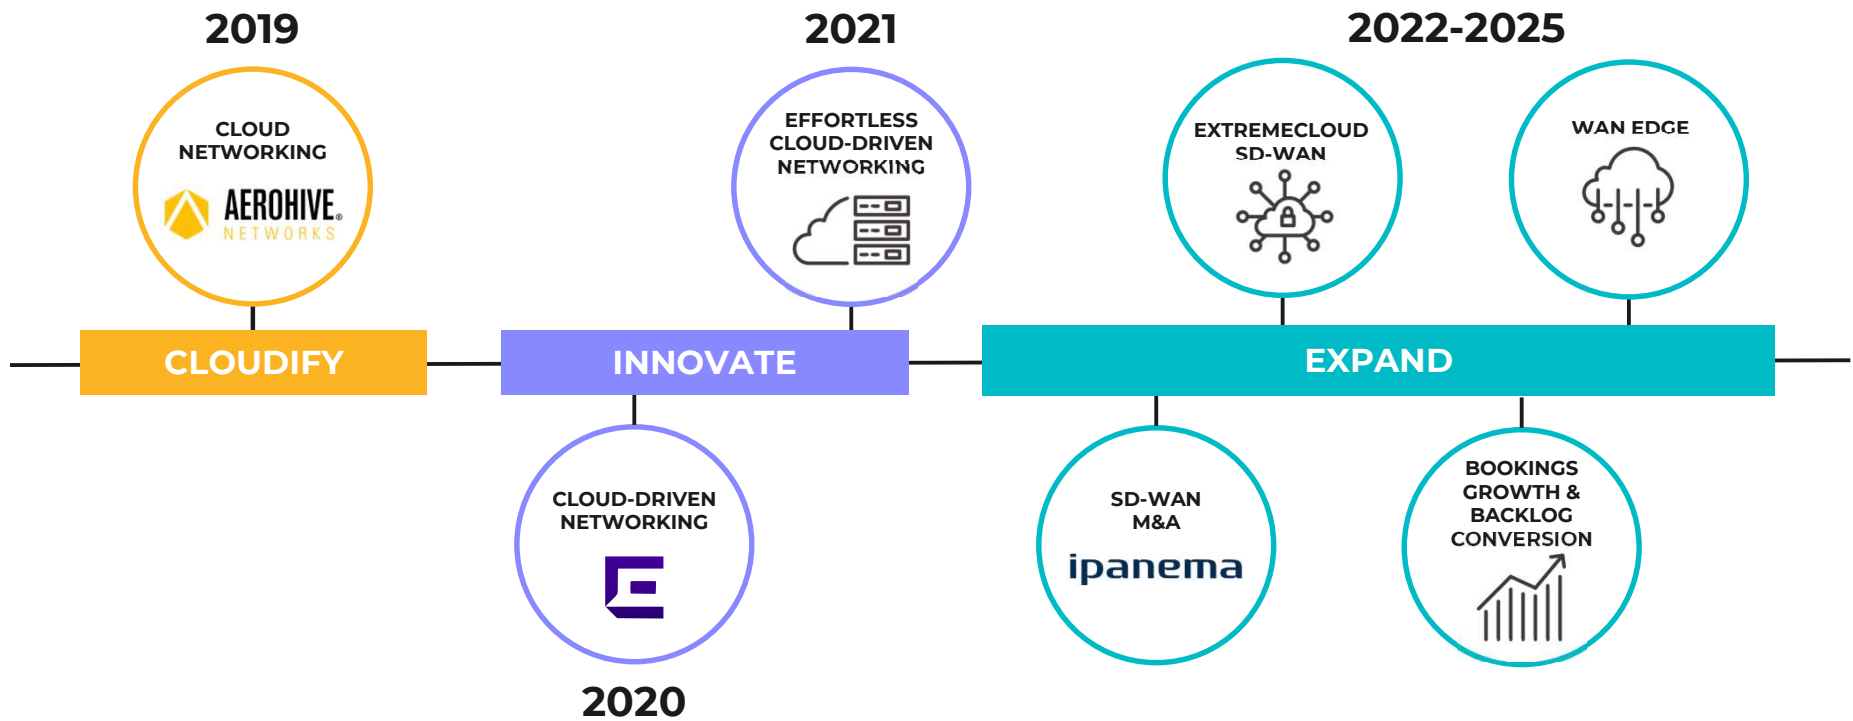 2019
CLOUD
NETWORKING
AEROHIVE®
NETWORKS
CLOUDIFY
2021
EFFORTLESS
CLOUD-DRIVEN
NETWORKING
INNOVATE
CLOUD-DRIVEN
NETWORKING
2020
2022-2025
EXTREMECLOUD
SD-WAN
WAN EDGE
EXPAND
SD-WAN
M&A
ipanema
BOOKINGS
GROWTH &
BACKLOG
CONVERSION